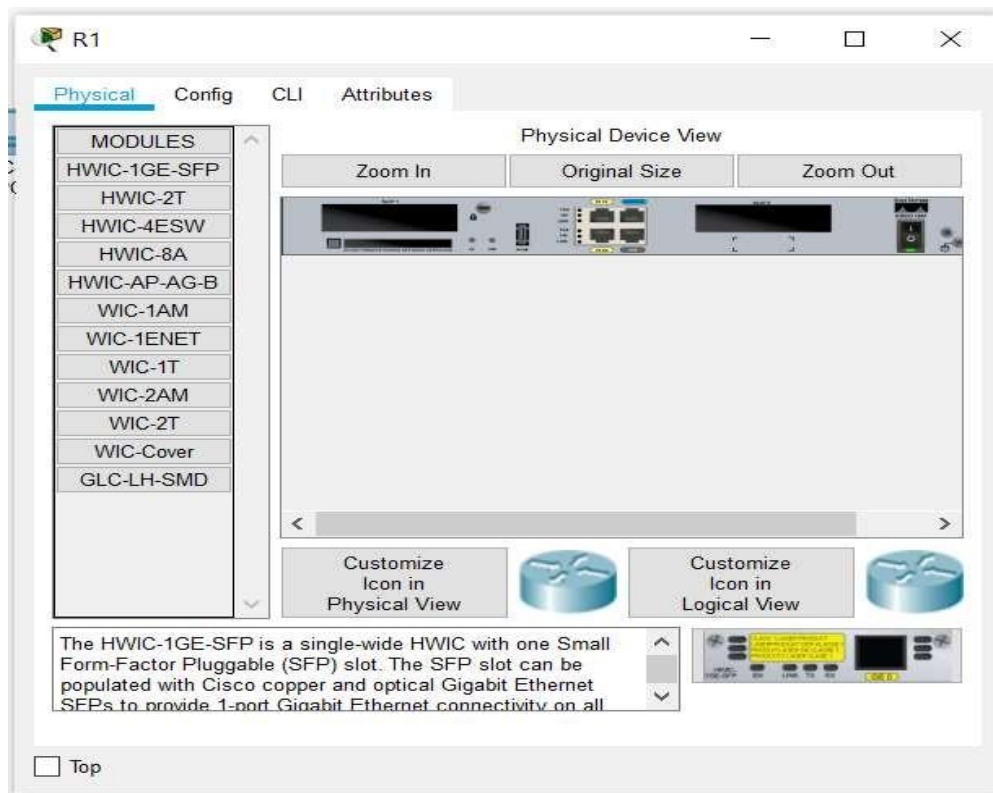 R1
Physical Config CLI Attributes
MODULES
HWIC-1GE-SFP
HWIC-2T
HWIC-4ESW
HWIC-8A
HWIC-AP-AG-B
WIC-1AM
WIC-1ENET
WIC-1T
WIC-2AM
WIC-2T
WIC-Cover
GLC-LH-SMD
Physical Device View
Zoom In Original Size Zoom Out
Customize
Icon in
Physical View
Customize
Icon in
Logical View
The HWIC-1GE-SFP is a single-wide HWIC with one Small
Form-Factor Pluggable (SFP) slot. The SFP slot can be
populated with Cisco copper and optical Gigabit Ethernet
SFPs to provide 1-port Gigabit Ethernet connectivity on all
Top